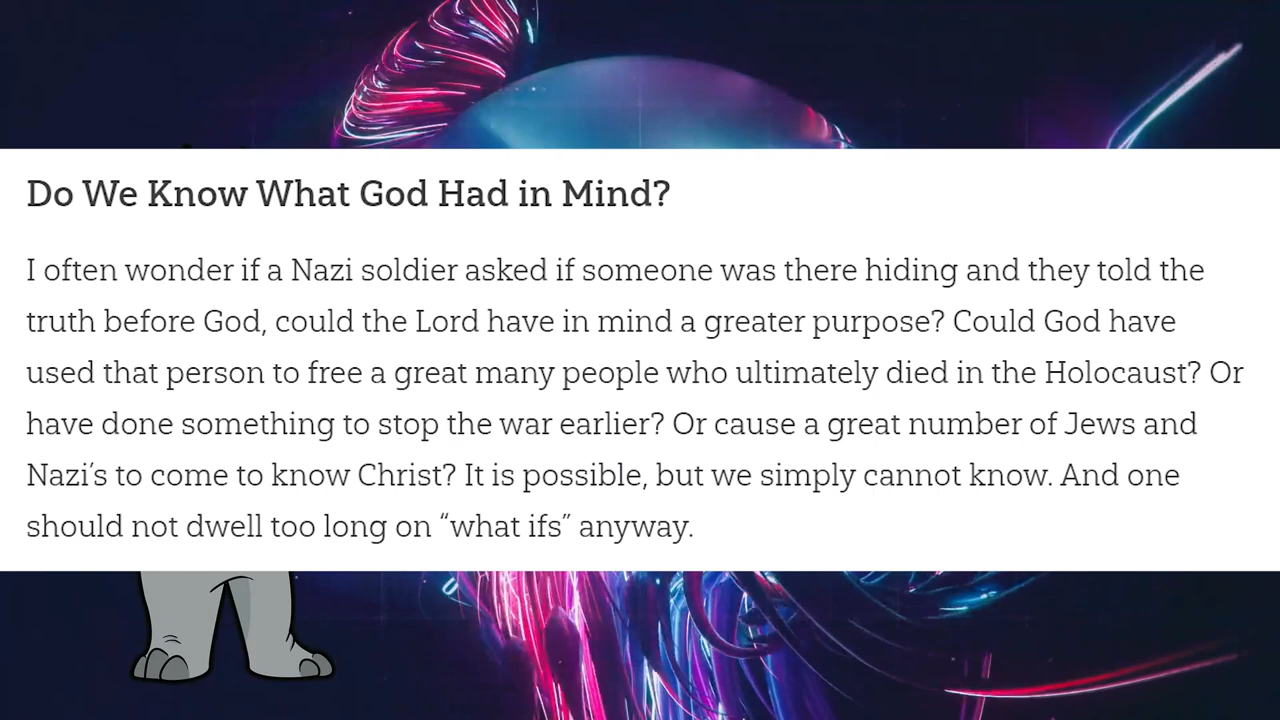 Do We Know What God Had in Mind?
I often wonder if a Nazi soldier asked if someone was there hiding and they told the
truth before God, could the Lord have in mind a greater purpose? Could God have
used that person to free a great many people who ultimately died in the Holocaust? Or
have done something to stop the war earlier? Or cause a great number of Jews and
Nazi’s to come to know Christ? It is possible, but we simply cannot know. And one
should not dwell too long on “what ifs” anyway.